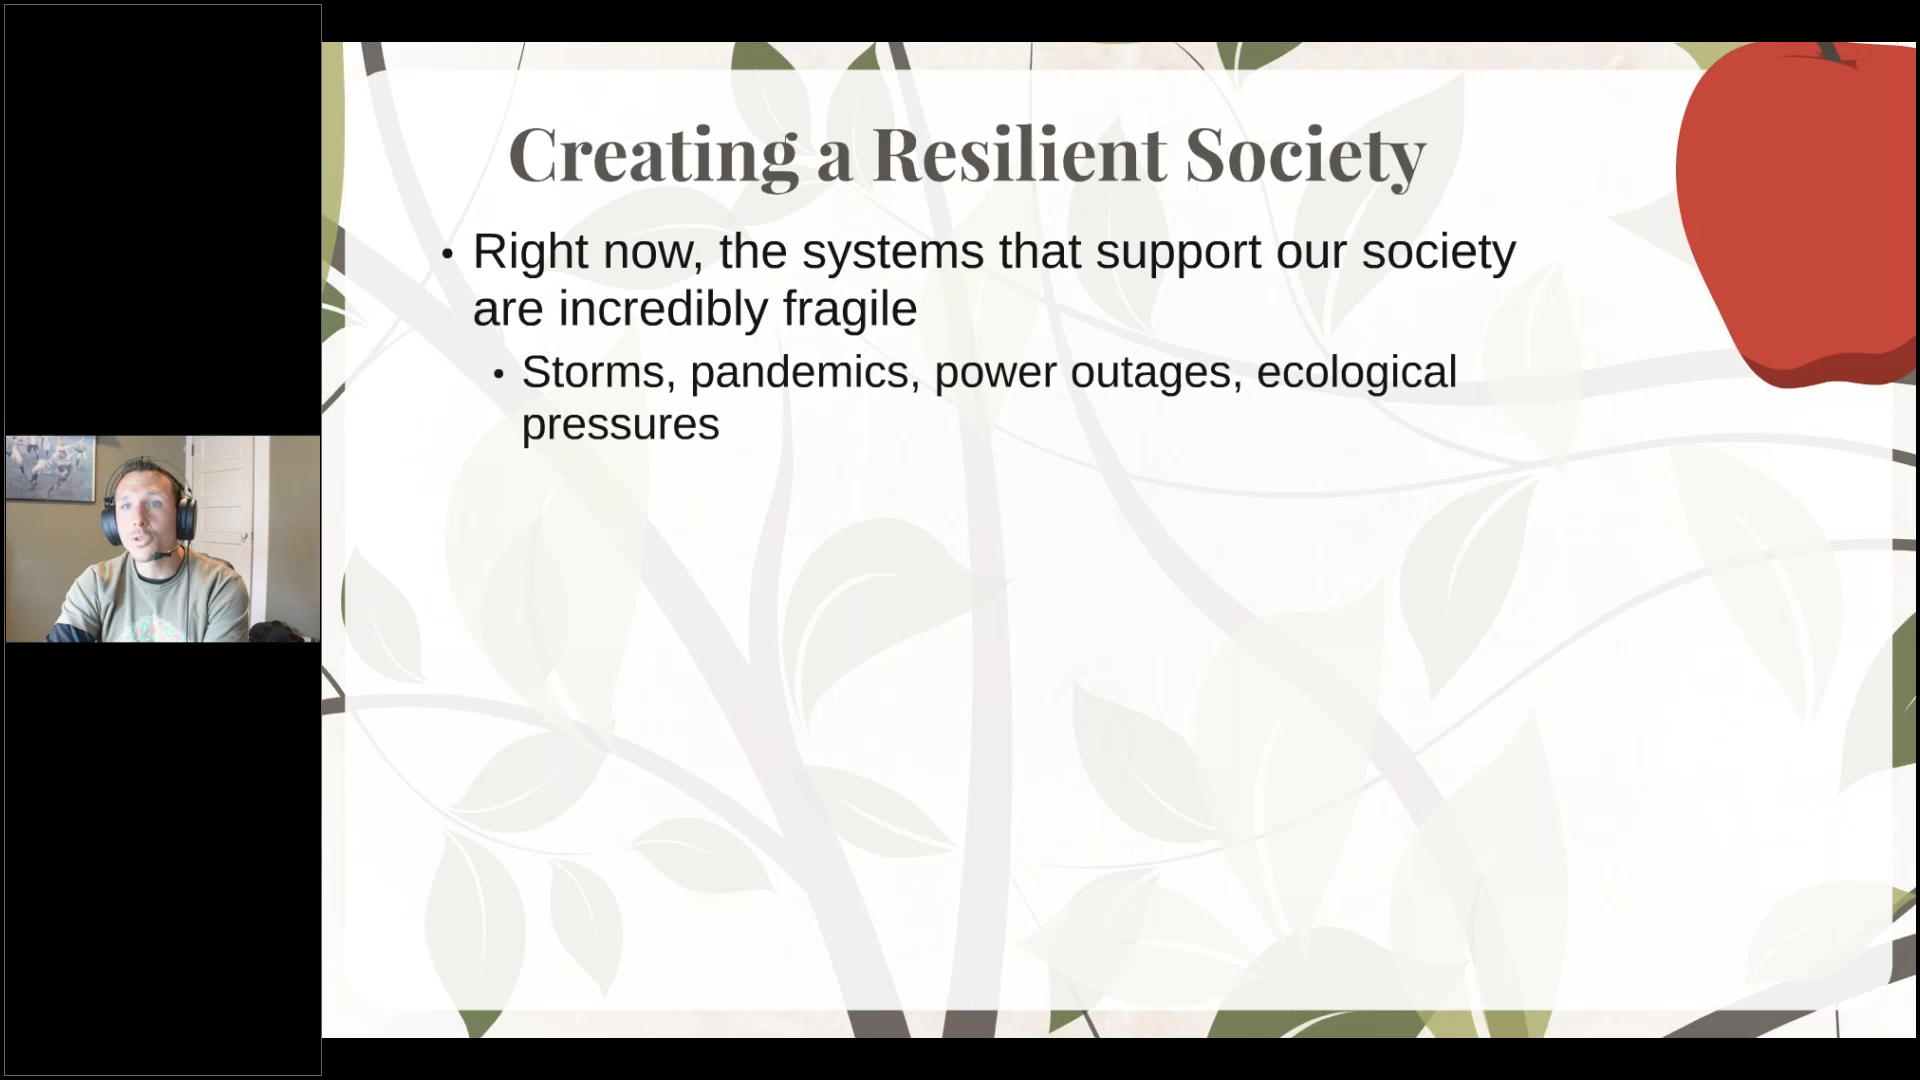 Creating a Resilient Society
• Right now, the systems that support our society
are incredibly fragile
• Storms, pandemics, power outages, ecological
pressures